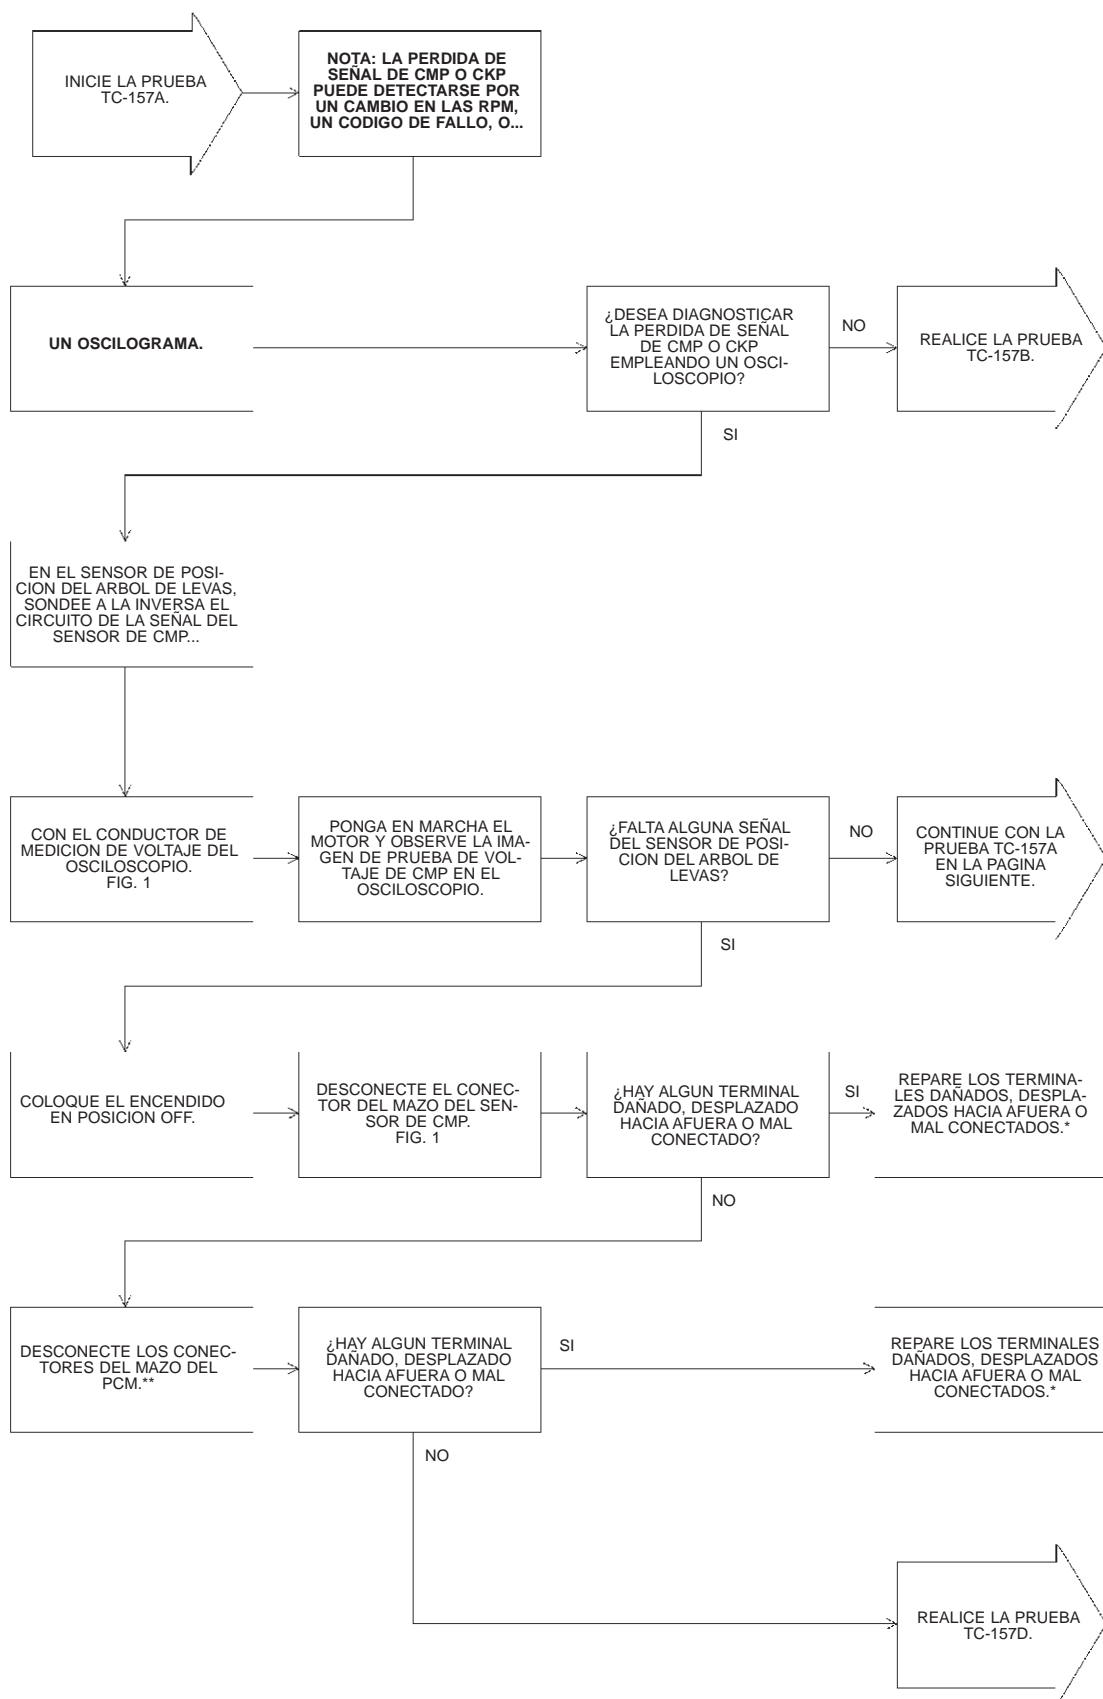 INICIE LA PRUEBA
TC-157A.
NOTA: LA PERDIDA DE
SEÑAL DE CMP O CKP
PUEDE DETECTARSE POR
UN CAMBIO EN LAS RPM,
UN CODIGO DE FALLO, O...
UN OSCILOGRAMA.
¿DESEA DIAGNOSTICAR
LA PERDIDA DE SEÑAL
DE CMP O CKP
EMPLEANDO UN OSCI-
LOSCOPIO?
NO
REALICE LA PRUEBA
TC-157B.
SI
EN EL SENSOR DE POSI-
CION DEL ARBOL DE LEVAS,
SONDEE A LA INVERSA EL
CIRCUITO DE LA SEÑAL DEL
SENSOR DE CMP...
CON EL CONDUCTOR DE
MEDICION DE VOLTAJE DEL
OSCILOSCOPIO.
FIG. 1
PONGA EN MARCHA EL
MOTOR Y OBSERVE LA IMA-
GEN DE PRUEBA DE VOL-
TAJE DE CMP EN EL
OSCILOSCOPIO.
¿FALTA ALGUNA SEÑAL
DEL SENSOR DE POSI-
CION DEL ARBOL DE
LEVAS?
NO
CONTINUE CON LA
PRUEBA TC-157A
EN LA PAGINA
SIGUIENTE.
SI
COLOQUE EL ENCENDIDO
EN POSICION OFF.
DESCONECTE EL CONEC-
TOR DEL MAZO DEL SEN-
SOR DE CMP.
FIG. 1
¿HAY ALGUN TERMINAL
DAÑADO, DESPLAZADO
HACIA AFUERA O MAL
CONECTADO?
SI
REPARE LOS TERMINA-
LES DAÑADOS, DESPLA-
ZADOS HACIA AFUERA O
MAL CONECTADOS.*
NO
DESCONECTE LOS CONEC-
TORES DEL MAZO DEL
PCM.**
¿HAY ALGUN TERMINAL
DAÑADO, DESPLAZADO
HACIA AFUERA O MAL
CONECTADO?
SI
REPARE LOS TERMINALES
DAÑADOS, DESPLAZADOS
HACIA AFUERA O MAL
CONECTADOS.*
NO
REALICE LA PRUEBA
TC-157D.